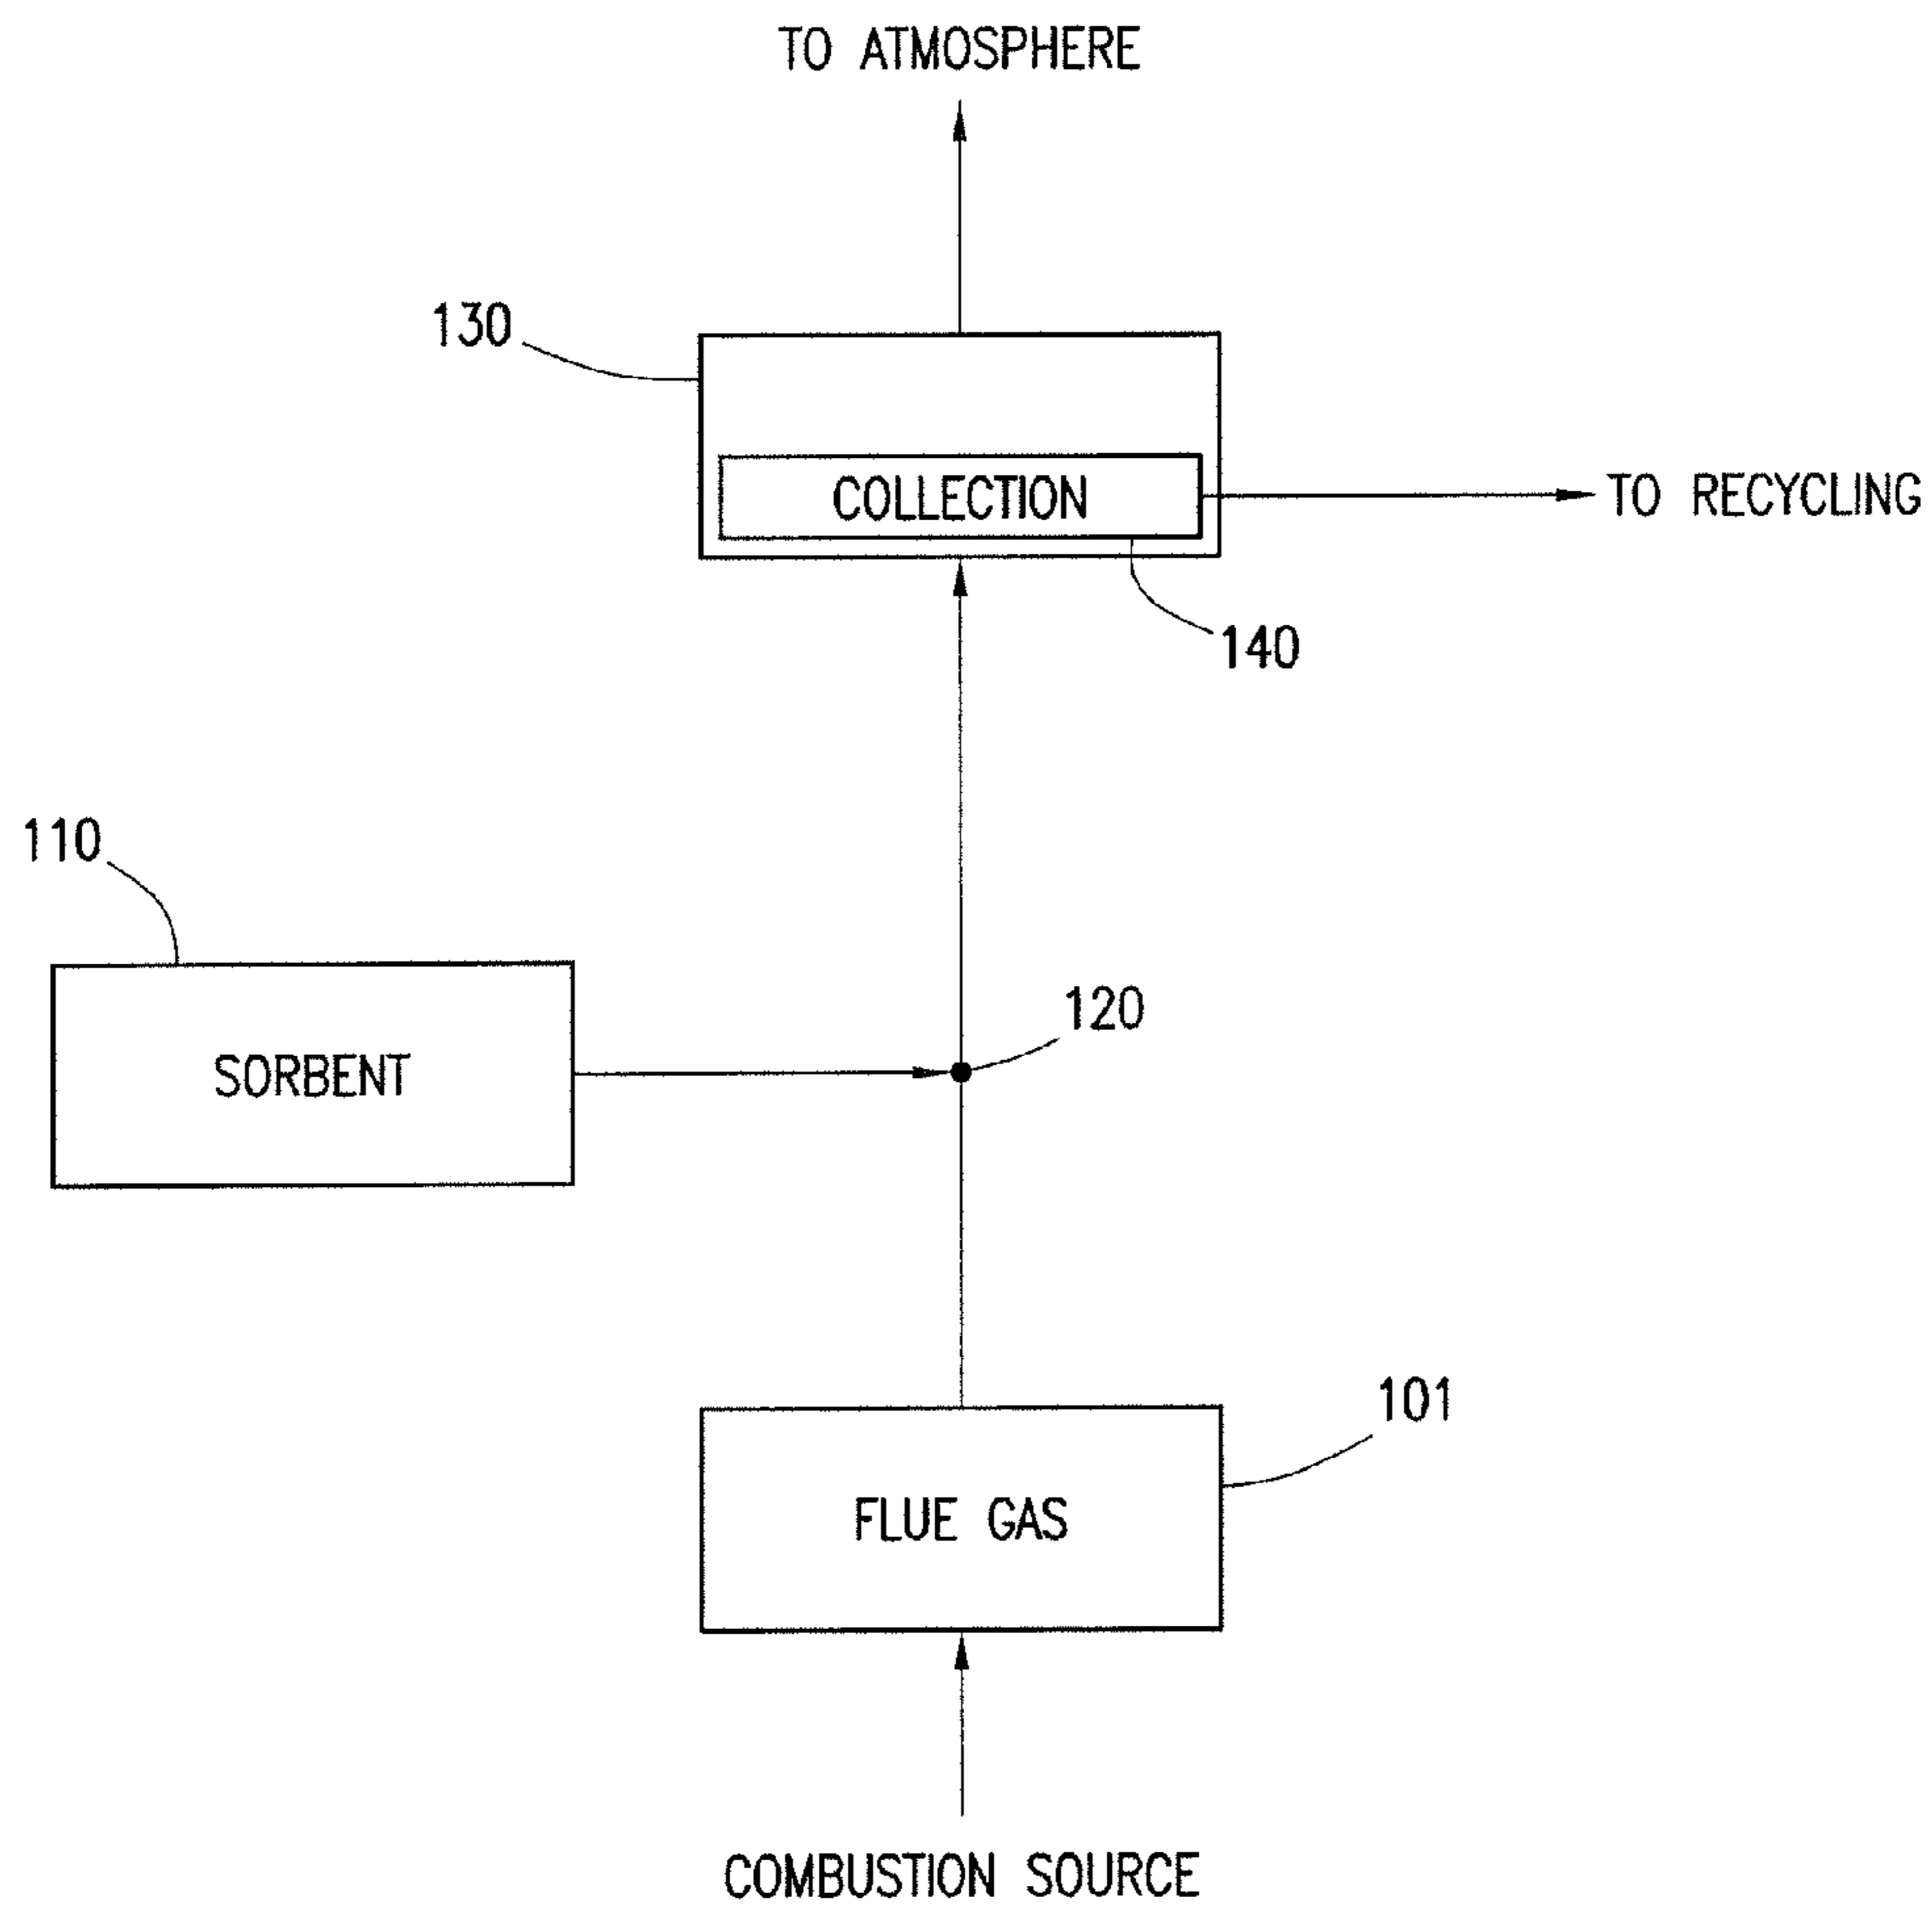 TO ATMOSPHERE
130
COLLECTION
TO RECYCLING
140
110
120
SORBENT
101
FLUE GAS
COMBUSTION SOURCE